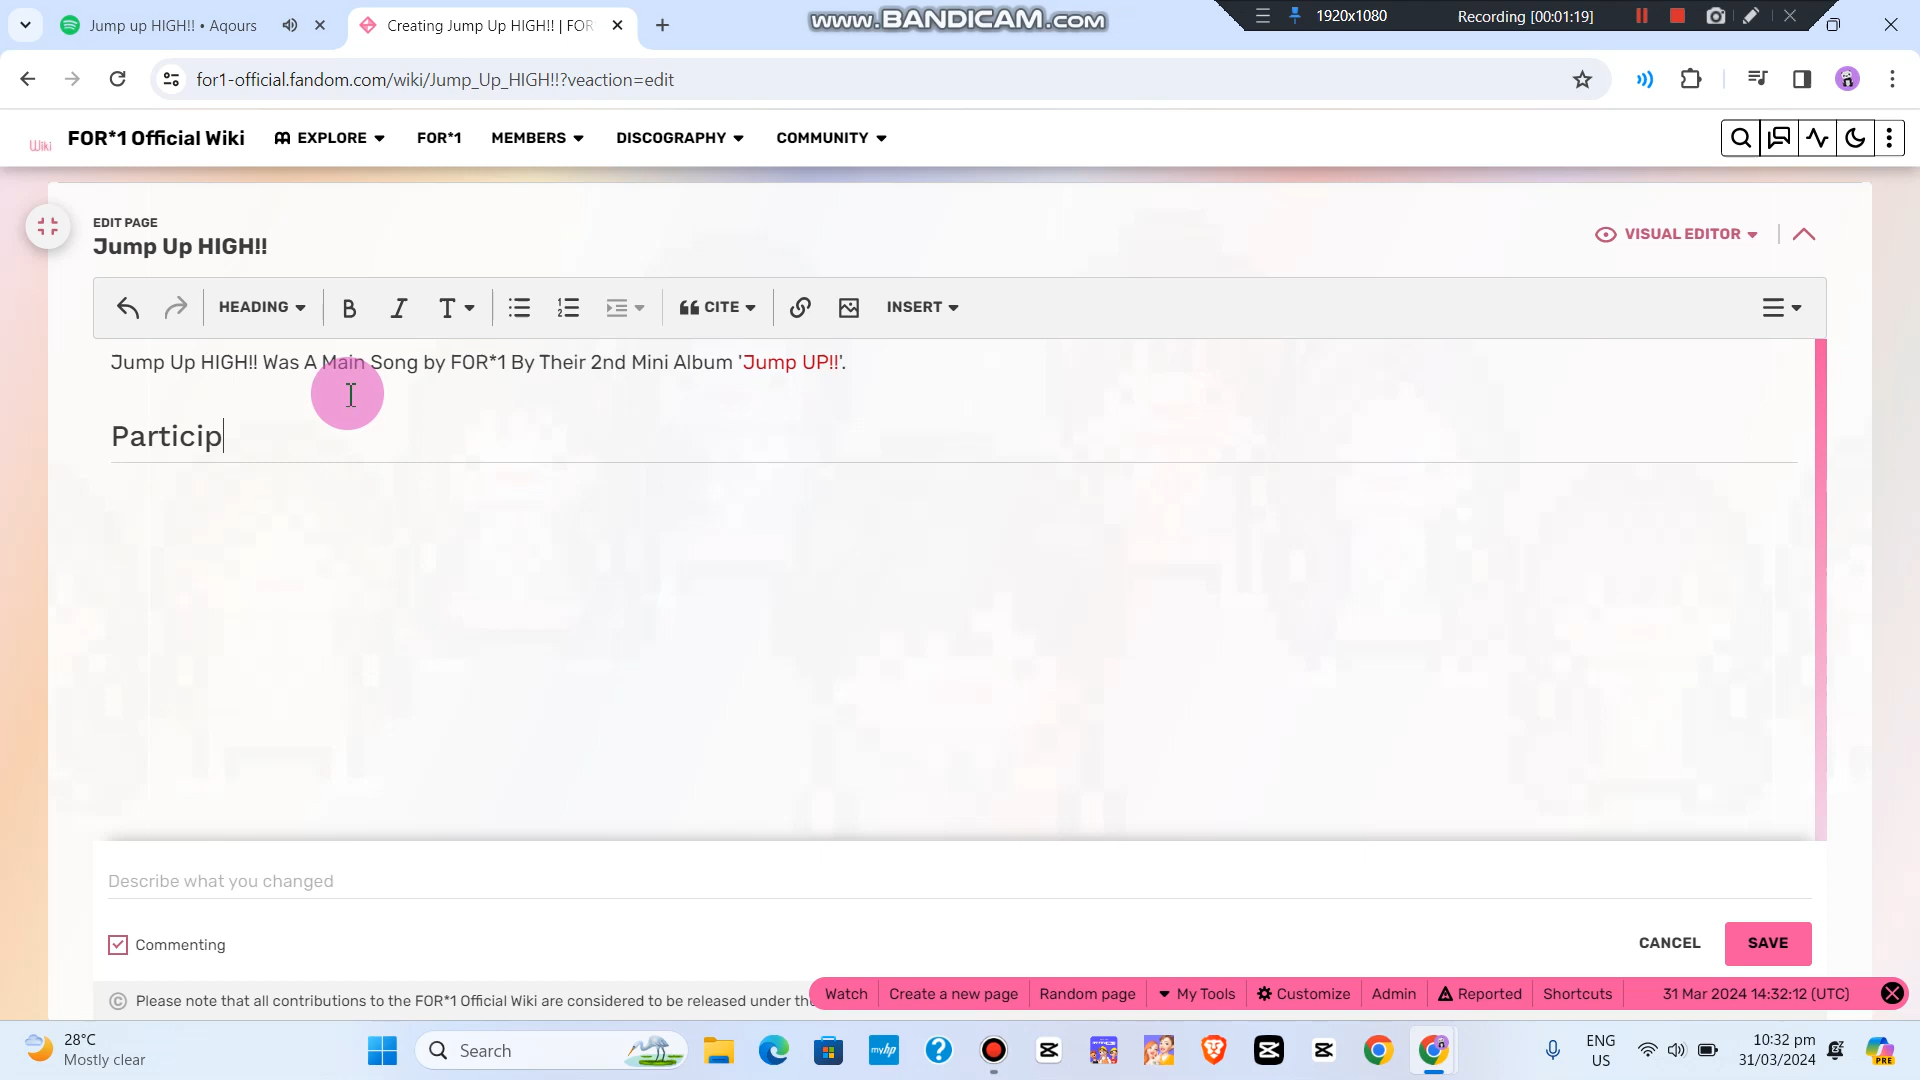 Jump up HIGH!! • Aqours
Creating Jump Up HIGH!! | FOR
www.BANDICAM.com
1920x1080
Recording [00:01:19]
for1-official.fandom.com/wiki/Jump_Up_HIGH!!?veaction=edit
Wiki
FOR*1 Official Wiki
EXPLORE
FOR*1
MEMBERS
DISCOGRAPHY
COMMUNITY
EDIT PAGE
Jump Up HIGH!!
VISUAL EDITOR
HEADING
B
I
T
CITE
INSERT
Jump Up HIGH!! Was A Main Song by FOR*1 By Their 2nd Mini Album 'Jump UP!!'.
Particip
Describe what you changed
Commenting
CANCEL
SAVE
Please note that all contributions to the FOR*1 Official Wiki are considered to be released under the
Watch
Create a new page
Random page
My Tools
Customize
Admin
Reported
Shortcuts
31 Mar 2024 14:32:12 (UTC)
28°C
Mostly clear
Search
myhp
ENG
US
10:32 pm
31/03/2024
PRE